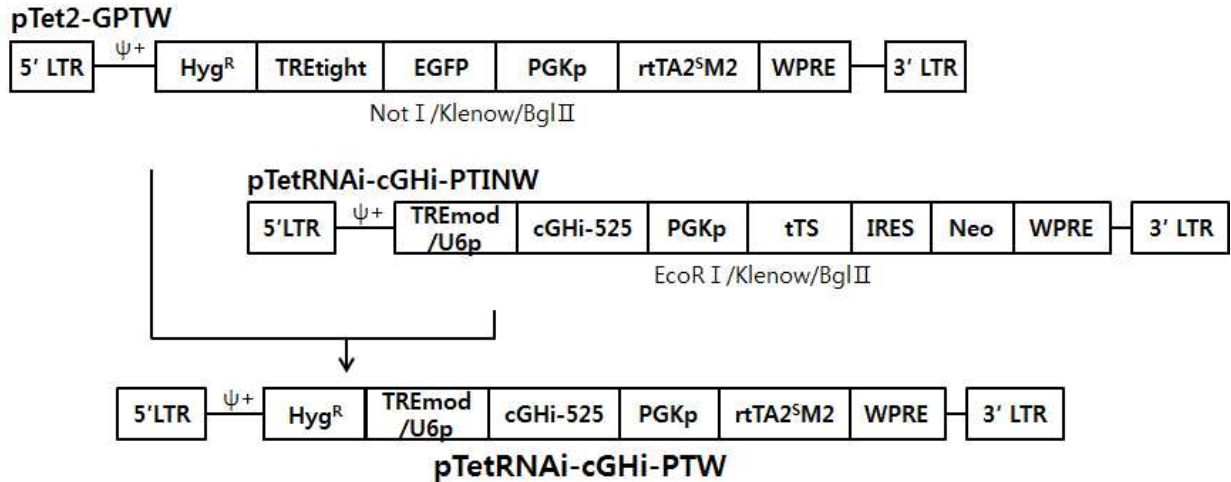 pTet2-GPTW
5' LTR ψ+ Hygᴿ TREtight EGFP PGKp rtTA2ˢM2 WPRE 3' LTR
Not Ⅰ/Klenow/BglⅡ
pTetRNAi-cGHi-PTINW
5'LTR ψ+ TREmod /U6p cGHi-525 PGKp tTS IRES Neo WPRE 3' LTR
EcoR Ⅰ/Klenow/BglⅡ
5'LTR ψ+ Hygᴿ TREmod /U6p cGHi-525 PGKp rtTA2ˢM2 WPRE 3' LTR
pTetRNAi-cGHi-PTW